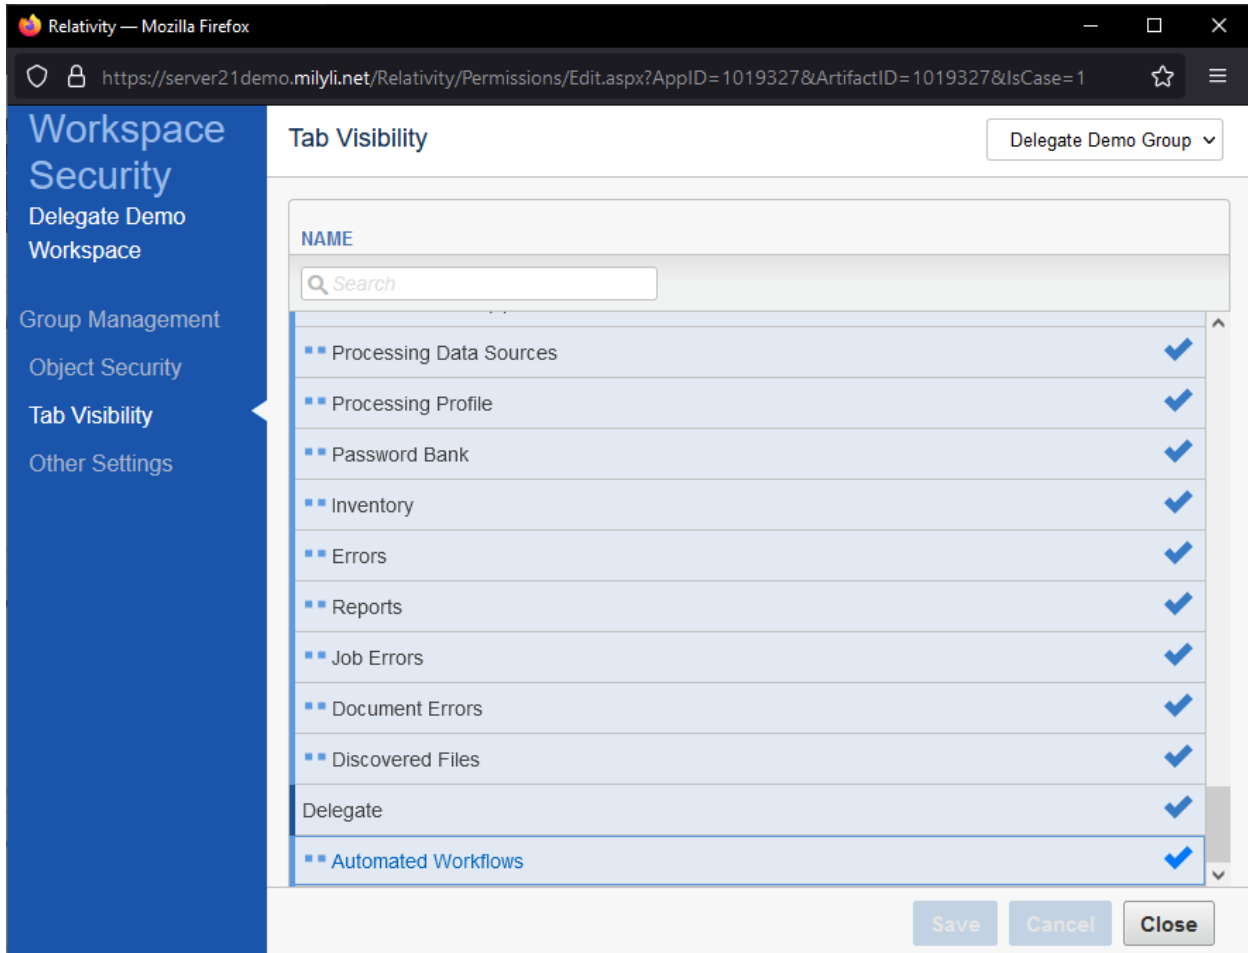 Relativity — Mozilla Firefox
https://server21demo.milyli.net/Relativity/Permissions/Edit.aspx?AppID=1019327&ArtifactID=1019327&IsCase=1
Workspace
Security
Delegate Demo
Workspace
Group Management
Object Security
Tab Visibility
Other Settings
Tab Visibility
Delegate Demo Group
NAME
Search
Processing Data Sources
Processing Profile
Password Bank
Inventory
Errors
Reports
Job Errors
Document Errors
Discovered Files
Delegate
Automated Workflows
Save
Cancel
Close